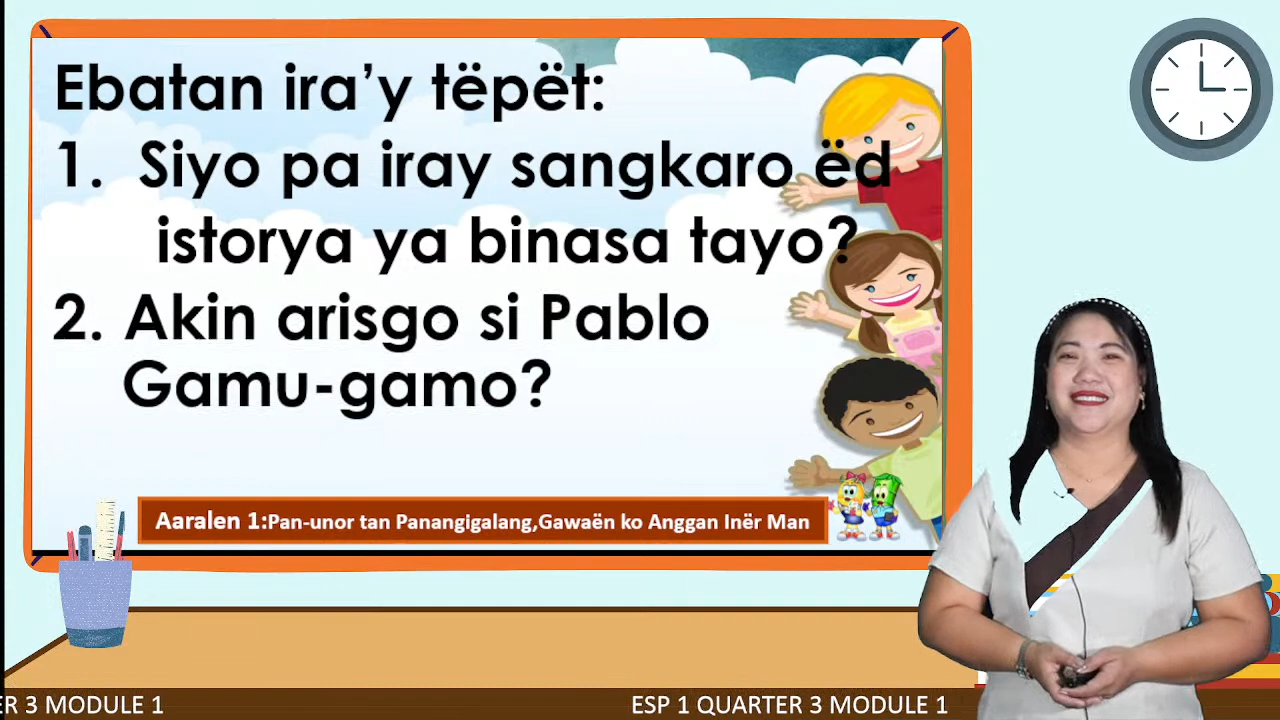 Ebatan ira’y tëpët:
1. Siyo pa iray sangkaro ëd
istorya ya binasa tayo?
2. Akin arisgo si Pablo
Gamu-gamo?
Aaralen 1:Pan-unor tan Panangigalang,Gawaën ko Anggan Inër Man
ER 3 MODULE 1
ESP 1 QUARTER 3 MODULE 1